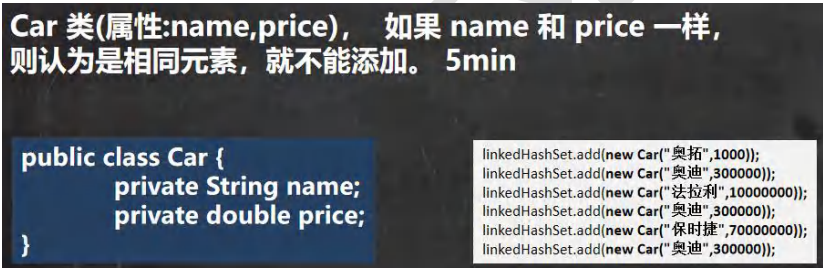 Car 类(属性:name,price)， 如果 name 和 price 一样，
则认为是相同元素，就不能添加。 5min
public class Car {
private String name;
private double price;
}
linkedHashSet.add(new Car("奥拓",1000));
linkedHashSet.add(new Car("奥迪",300000));
linkedHashSet.add(new Car("法拉利",10000000));
linkedHashSet.add(new Car("奥迪",300000));
linkedHashSet.add(new Car("保时捷",70000000));
linkedHashSet.add(new Car("奥迪",300000));